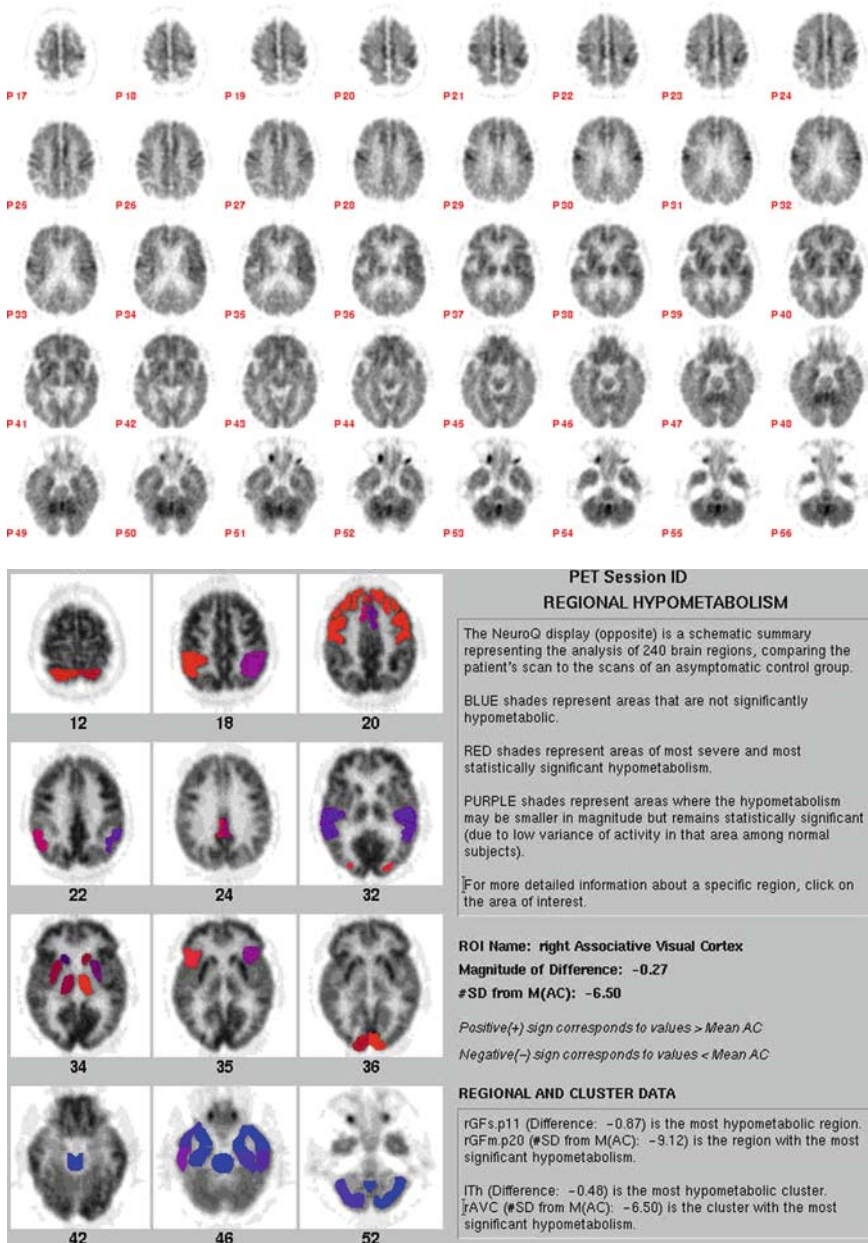 P 17 P 18 P 19 P 20 P 21 P 22 P 23 P 24
P 25 P 26 P 27 P 28 P 29 P 30 P 31 P 32
P 33 P 34 P 35 P 36 P 37 P 38 P 39 P 40
P 41 P 42 P 43 P 44 P 45 P 46 P 47 P 48
P 49 P 50 P 51 P 52 P 53 P 54 P 55 P 56
12 18 20
22 24 32
34 35 36
42 46 52
PET Session ID
REGIONAL HYPOMETABOLISM
The NeuroQ display (opposite) is a schematic summary
representing the analysis of 240 brain regions, comparing the
patient's scan to the scans of an asymptomatic control group.
BLUE shades represent areas that are not significantly
hypometabolic.
RED shades represent areas of most severe and most
statistically significant hypometabolism.
PURPLE shades represent areas where the hypometabolism
may be smaller in magnitude but remains statistically significant
(due to low variance of activity in that area among normal
subjects).
For more detailed information about a specific region, click on
the area of interest.
ROI Name: right Associative Visual Cortex
Magnitude of Difference: -0.27
#SD from M(AC): -6.50
Positive(+) sign corresponds to values > Mean AC
Negative(-) sign corresponds to values < Mean AC
REGIONAL AND CLUSTER DATA
rGFs.p11 (Difference: -0.87) is the most hypometabolic region.
rGFm.p20 (#SD from M(AC): -9.12) is the region with the most
significant hypometabolism.
lTh (Difference: -0.48) is the most hypometabolic cluster.
rAVC (#SD from M(AC): -6.50) is the cluster with the most
significant hypometabolism.